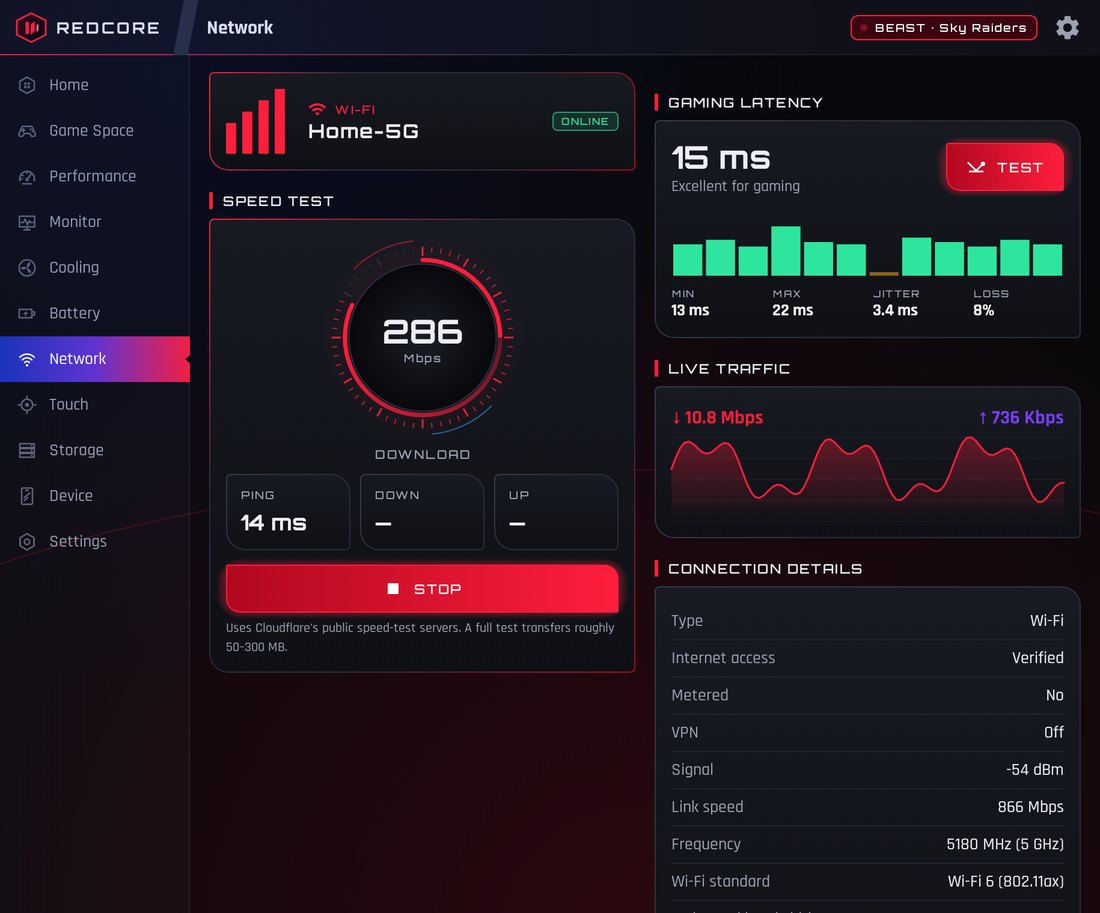 REDCORE
Network
BEAST · Sky Raiders
Home
Game Space
Performance
Monitor
Cooling
Battery
Network
Touch
Storage
Device
Settings
WI-FI
Home-5G
ONLINE
SPEED TEST
286
Mbps
DOWNLOAD
PING
14 ms
DOWN
—
UP
—
STOP
Uses Cloudflare's public speed-test servers. A full test transfers roughly
50-300 MB.
GAMING LATENCY
15 ms
Excellent for gaming
TEST
MIN
13 ms
MAX
22 ms
JITTER
3.4 ms
LOSS
8%
LIVE TRAFFIC
↓ 10.8 Mbps
↑ 736 Kbps
CONNECTION DETAILS
Type Wi-Fi
Internet access Verified
Metered No
VPN Off
Signal -54 dBm
Link speed 866 Mbps
Frequency 5180 MHz (5 GHz)
Wi-Fi standard Wi-Fi 6 (802.11ax)